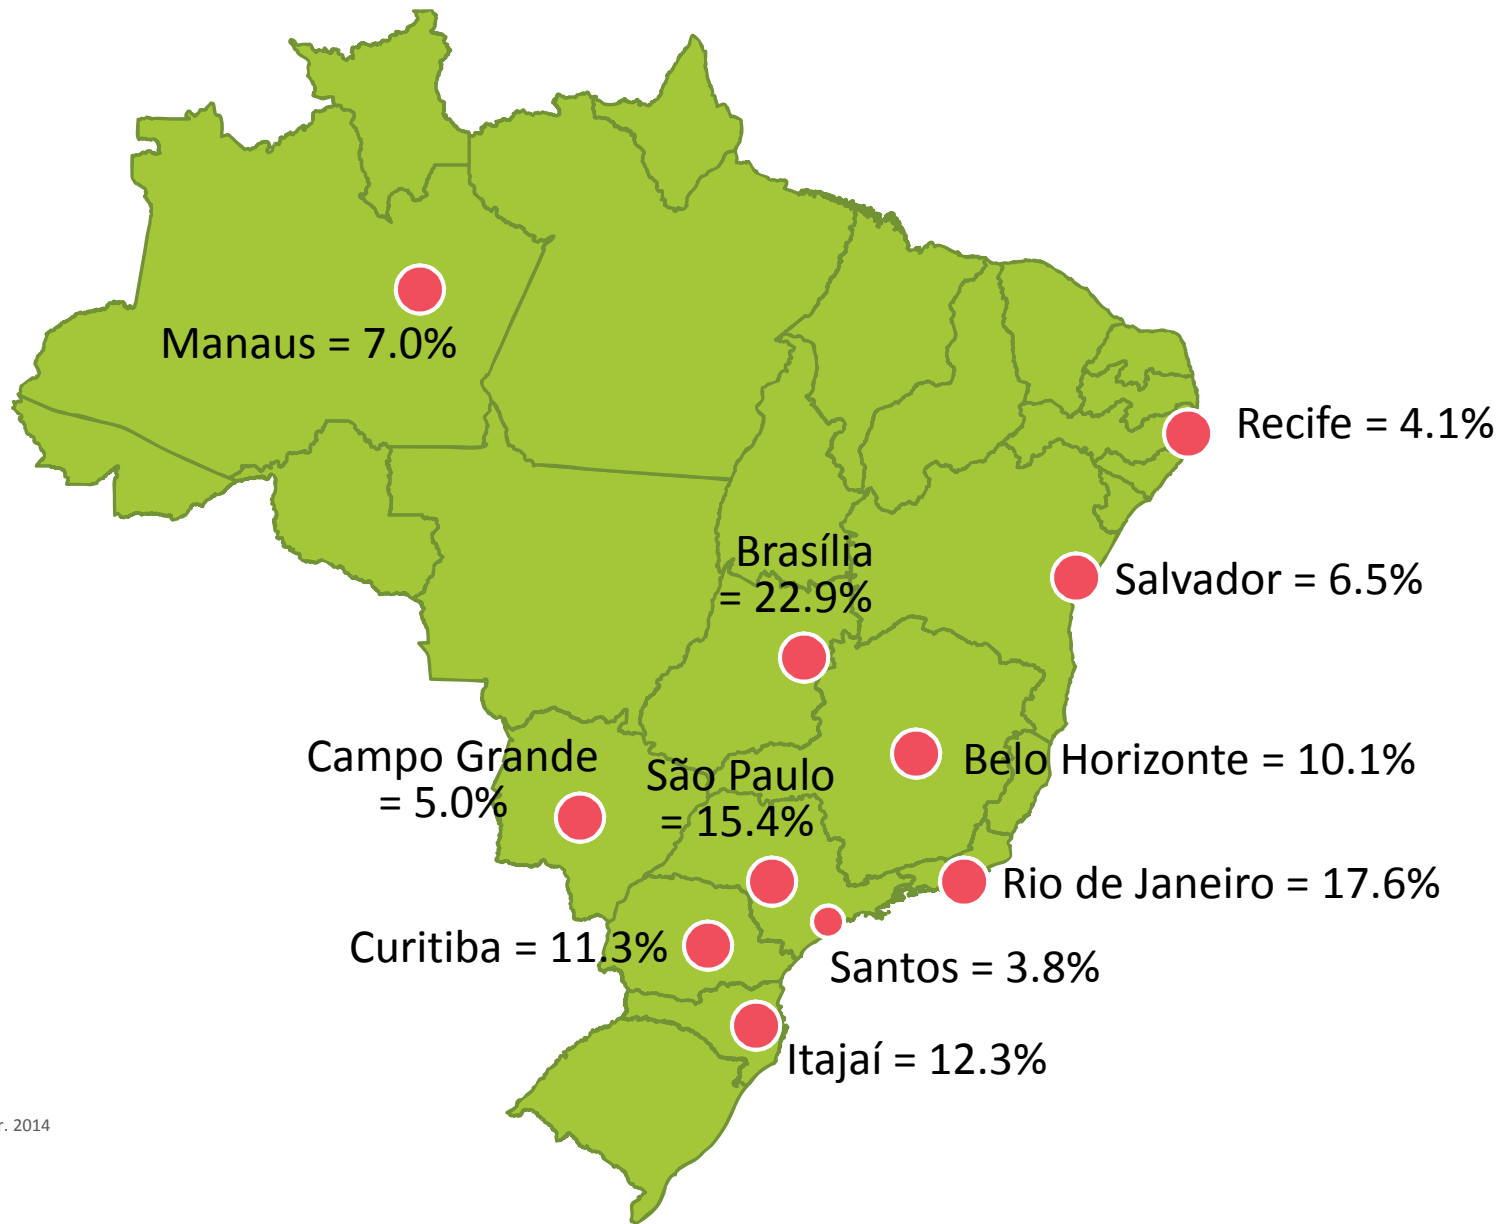 Manaus = 7.0%
Recife = 4.1%
Brasília
= 22.9%
Salvador = 6.5%
Campo Grande
= 5.0%
São Paulo
= 15.4%
Belo Horizonte = 10.1%
Rio de Janeiro = 17.6%
Curitiba = 11.3%
Santos = 3.8%
Itajaí = 12.3%
r. 2014